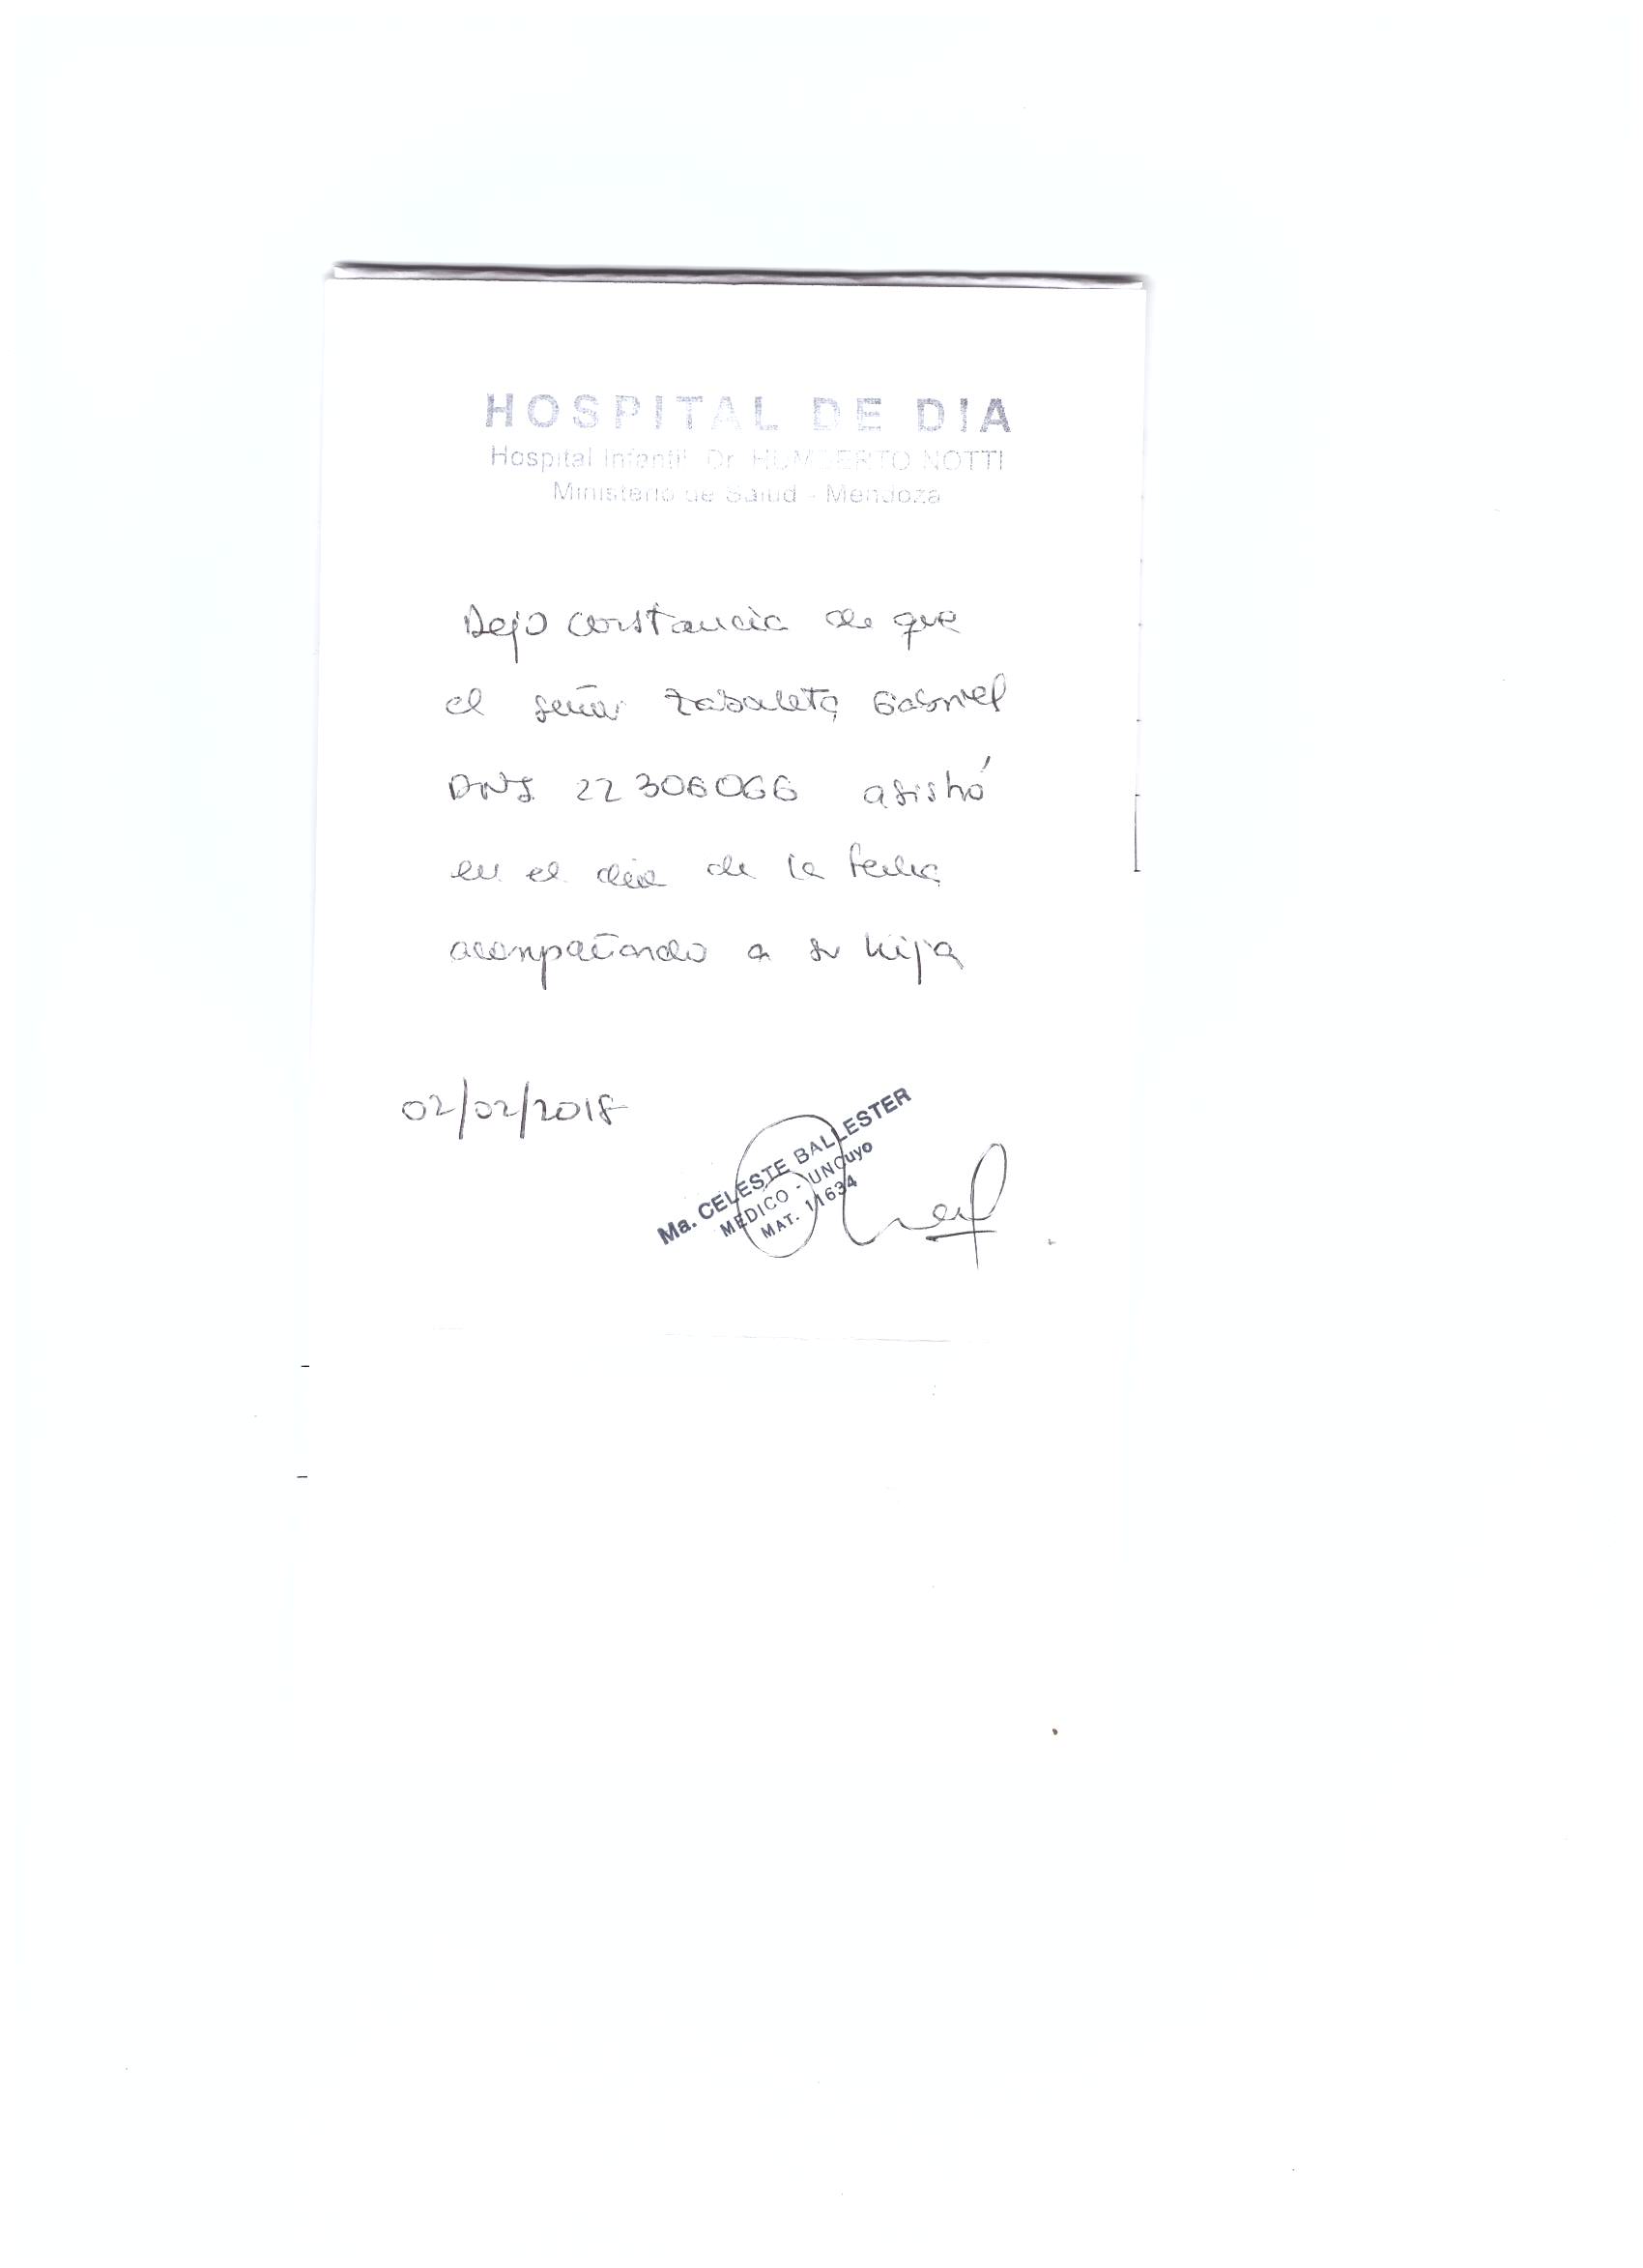 HOSPITAL DE DIA
Hospital Infantil Dr. HUMBERTO NOTTI
Ministerio de Salud - Mendoza
Dejo constancia de que
el señor Zabaleta Gabriel
DNI 22306066 asistió
en el día de la fecha
acompañando a su hija
02/02/2018
Ma. CELESTE BALLESTER
MEDICO - UNCuyo
MAT. 11634